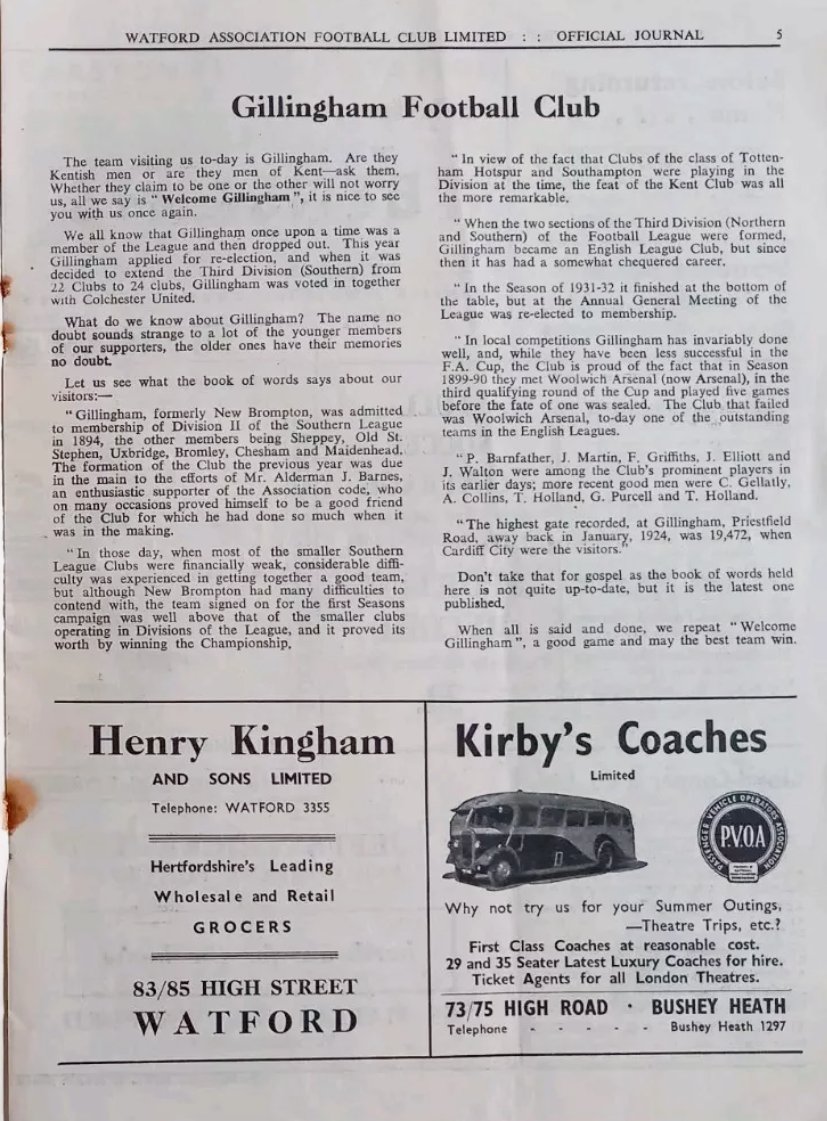 WATFORD ASSOCIATION FOOTBALL CLUB LIMITED : : OFFICIAL JOURNAL 5
Gillingham Football Club
The team visiting us to-day is Gillingham. Are they
Kentish men or are they men of Kent—ask them.
Whether they claim to be one or the other will not worry
us, all we say is " Welcome Gillingham ", it is nice to see
you with us once again.
We all know that Gillingham once upon a time was a
member of the League and then dropped out. This year
Gillingham applied for re-election, and when it was
decided to extend the Third Division (Southern) from
22 Clubs to 24 clubs, Gillingham was voted in together
with Colchester United.
What do we know about Gillingham? The name no
doubt sounds strange to a lot of the younger members
of our supporters, the older ones have their memories
no doubt.
Let us see what the book of words says about our
visitors:—
" Gillingham, formerly New Brompton, was admitted
to membership of Division II of the Southern League
in 1894, the other members being Sheppey, Old St.
Stephen, Uxbridge, Bromley, Chesham and Maidenhead.
The formation of the Club the previous year was due
in the main to the efforts of Mr. Alderman J. Barnes,
an enthusiastic supporter of the Association code, who
on many occasions proved himself to be a good friend
of the Club for which he had done so much when it
was in the making.
" In those day, when most of the smaller Southern
League Clubs were financially weak, considerable diffi-
culty was experienced in getting together a good team,
but although New Brompton had many difficulties to
contend with, the team signed on for the first Seasons
campaign was well above that of the smaller clubs
operating in Divisions of the League, and it proved its
worth by winning the Championship.
" In view of the fact that Clubs of the class of Totten-
ham Hotspur and Southampton were playing in the
Division at the time, the feat of the Kent Club was all
the more remarkable.
" When the two sections of the Third Division (Northern
and Southern) of the Football League were formed,
Gillingham became an English League Club, but since
then it has had a somewhat chequered career.
" In the Season of 1931-32 it finished at the bottom of
the table, but at the Annual General Meeting of the
League was re-elected to membership.
" In local competitions Gillingham has invariably done
well, and, while they have been less successful in the
F.A. Cup, the Club is proud of the fact that in Season
1899-90 they met Woolwich Arsenal (now Arsenal), in the
third qualifying round of the Cup and played five games
before the fate of one was sealed. The Club that failed
was Woolwich Arsenal, to-day one of the outstanding
teams in the English Leagues.
" P. Barnfather, J. Martin, F. Griffiths, J. Elliott and
J. Walton were among the Club's prominent players in
its earlier days; more recent good men were C. Gellatly,
A. Collins, T. Holland, G. Purcell and T. Holland.
" The highest gate recorded, at Gillingham, Priestfield
Road, away back in January, 1924, was 19,472, when
Cardiff City were the visitors."
Don't take that for gospel as the book of words held
here is not quite up-to-date, but it is the latest one
published.
When all is said and done, we repeat " Welcome
Gillingham ", a good game and may the best team win.
Henry Kingham
AND SONS LIMITED
Telephone: WATFORD 3355
Hertfordshire's Leading
Wholesale and Retail
GROCERS
83/85 HIGH STREET
WATFORD
Kirby's Coaches
Limited
PASSENGER VEHICLE OPERATORS ASSOCIATION
P.V.O.A
Why not try us for your Summer Outings,
—Theatre Trips, etc.?
First Class Coaches at reasonable cost.
29 and 35 Seater Latest Luxury Coaches for hire.
Ticket Agents for all London Theatres.
73/75 HIGH ROAD · BUSHEY HEATH
Telephone - - - - - Bushey Heath 1297